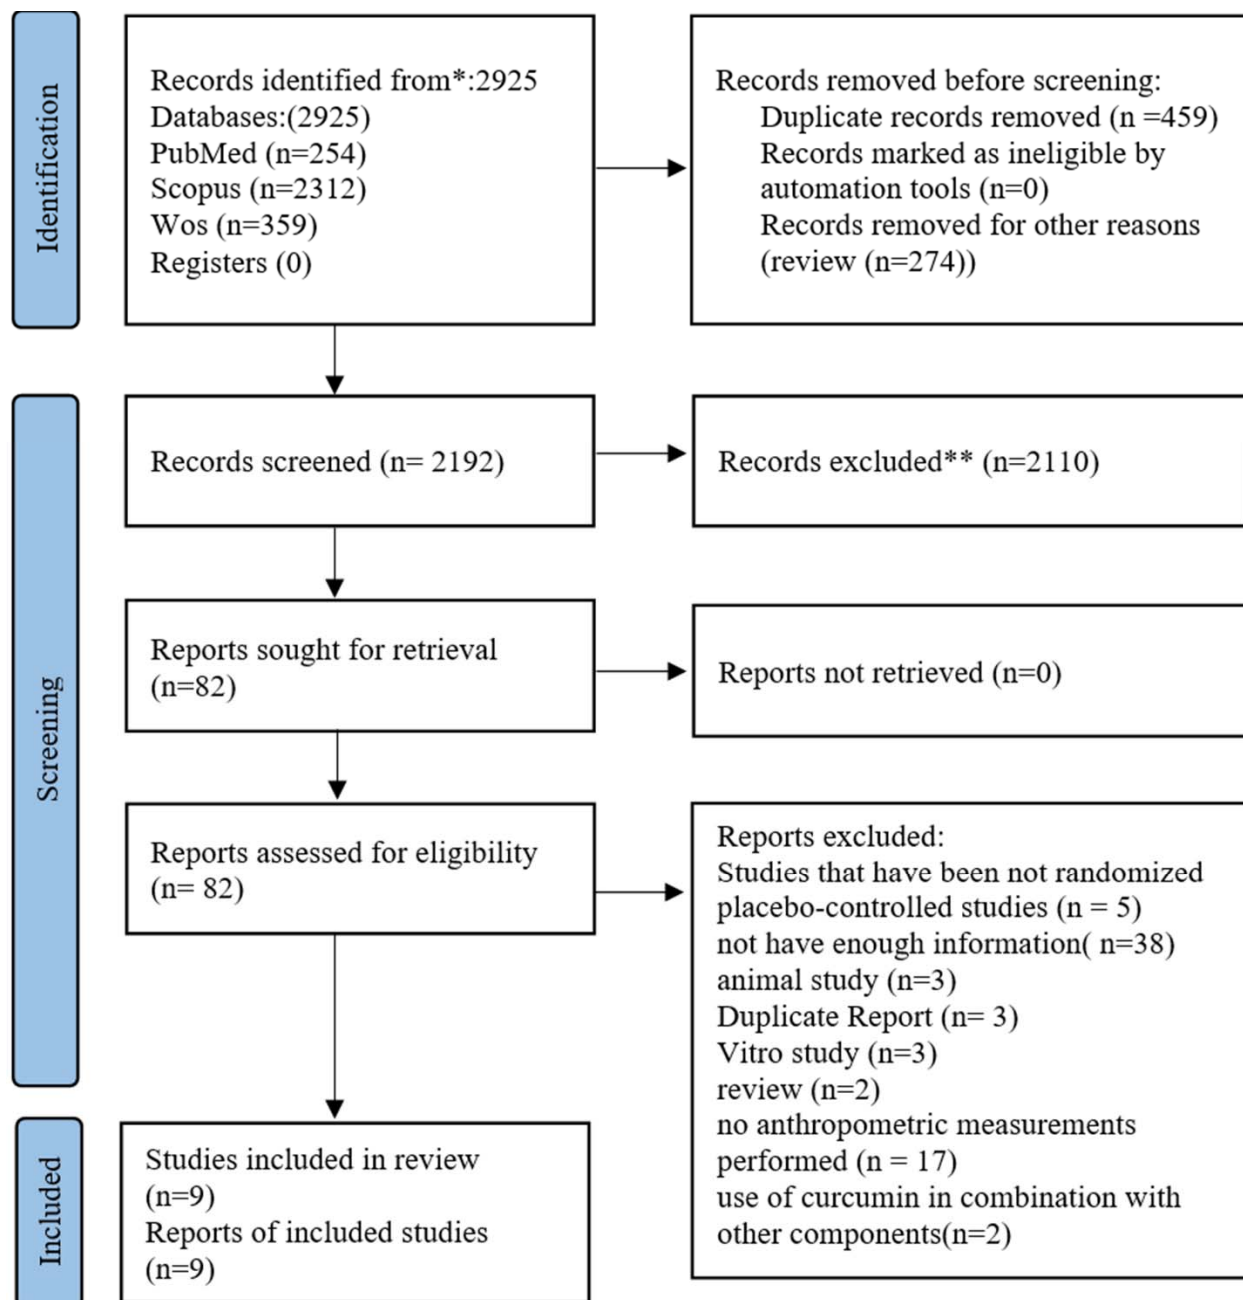 Identification
Records identified from*:2925
Databases:(2925)
PubMed (n=254)
Scopus (n=2312)
Wos (n=359)
Registers (0)
Records removed before screening:
Duplicate records removed (n =459)
Records marked as ineligible by
automation tools (n=0)
Records removed for other reasons
(review (n=274))
Screening
Records screened (n= 2192)
Records excluded** (n=2110)
Reports sought for retrieval
(n=82)
Reports not retrieved (n=0)
Reports assessed for eligibility
(n= 82)
Reports excluded:
Studies that have been not randomized
placebo-controlled studies (n = 5)
not have enough information( n=38)
animal study (n=3)
Duplicate Report (n= 3)
Vitro study (n=3)
review (n=2)
no anthropometric measurements
performed (n = 17)
use of curcumin in combination with
other components(n=2)
Included
Studies included in review
(n=9)
Reports of included studies
(n=9)